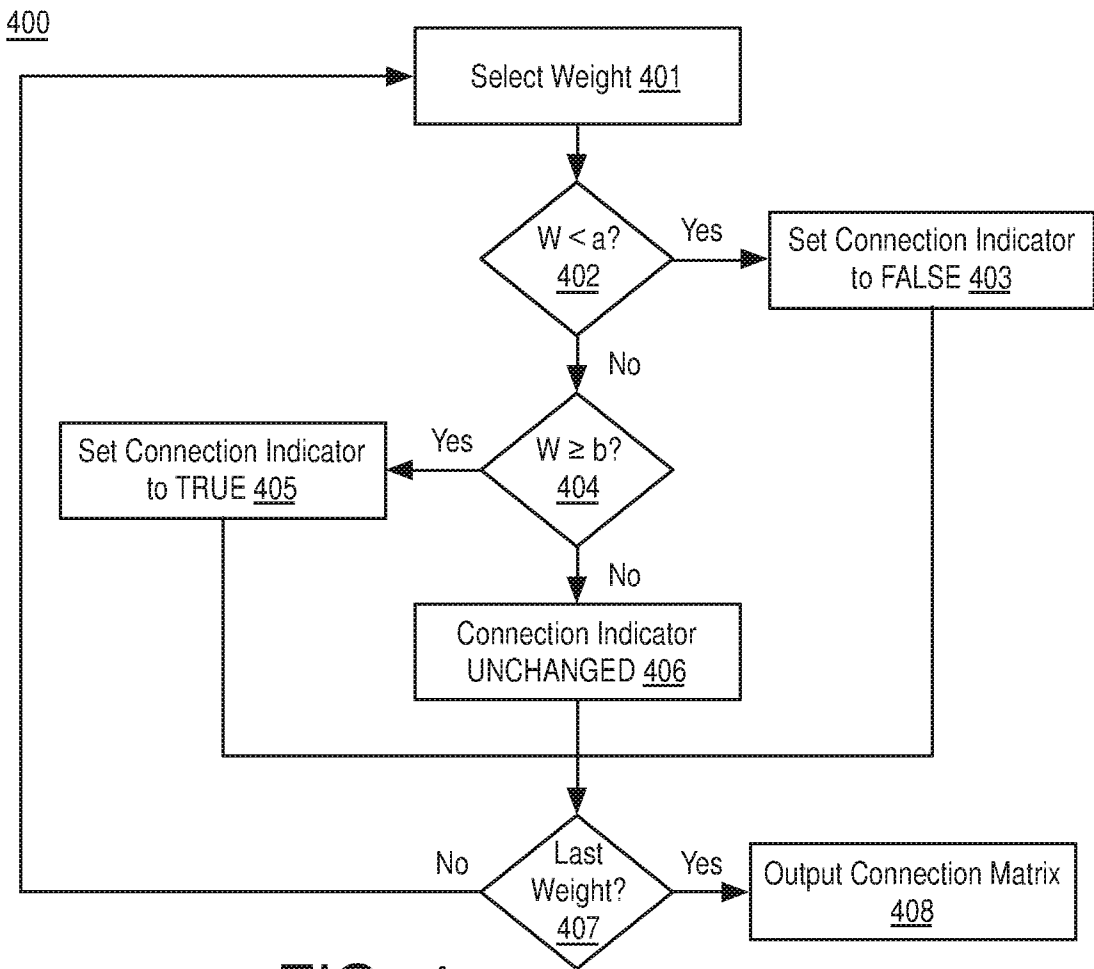 400
Select Weight 401
W < a?
402
Yes
Set Connection Indicator
to FALSE 403
No
W ≥ b?
404
Yes
Set Connection Indicator
to TRUE 405
No
Connection Indicator
UNCHANGED 406
Last
Weight?
407
No
Yes
Output Connection Matrix
408